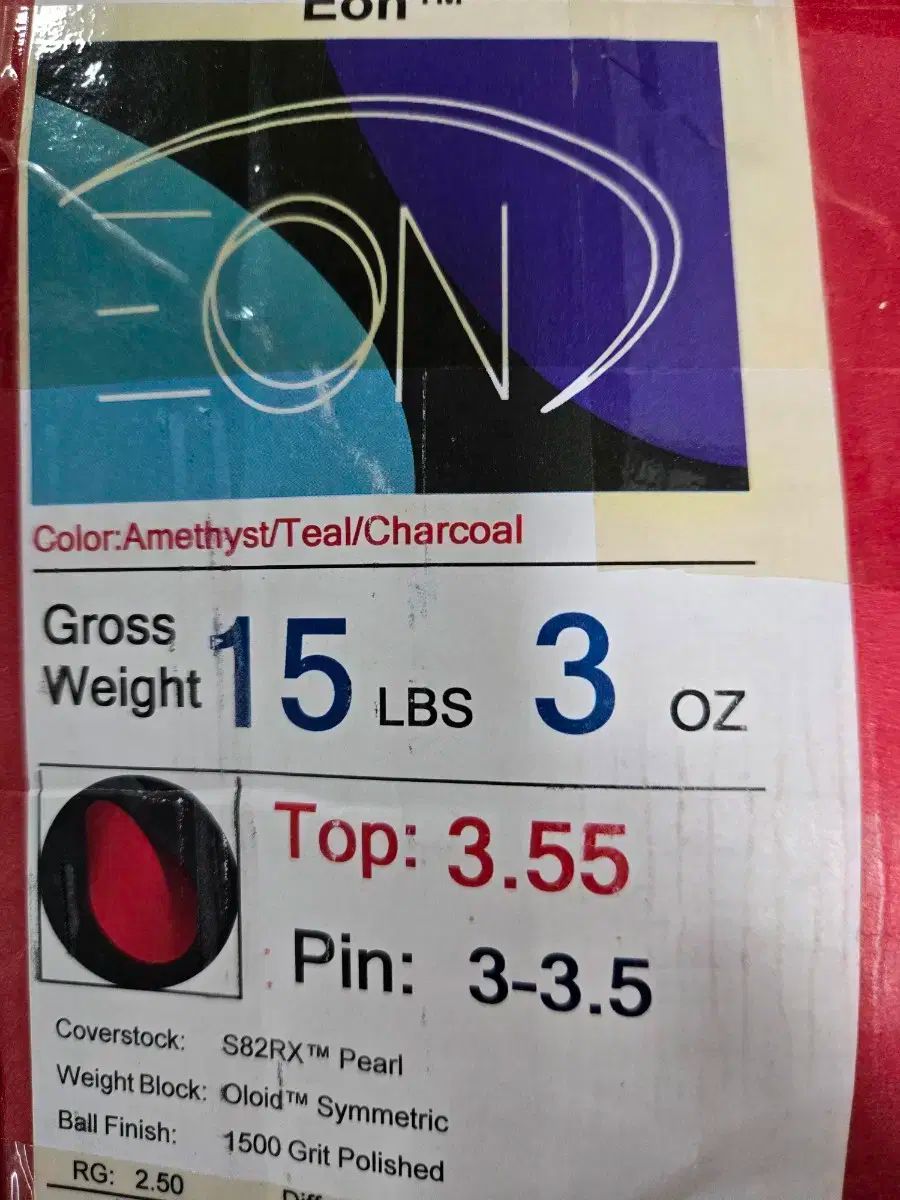 Eon™
EON
Color:Amethyst/Teal/Charcoal
Gross
Weight 15 LBS 3 OZ
Top: 3.55
Pin: 3-3.5
Coverstock: S82RX™ Pearl
Weight Block: Oloid™ Symmetric
Ball Finish: 1500 Grit Polished
RG: 2.50